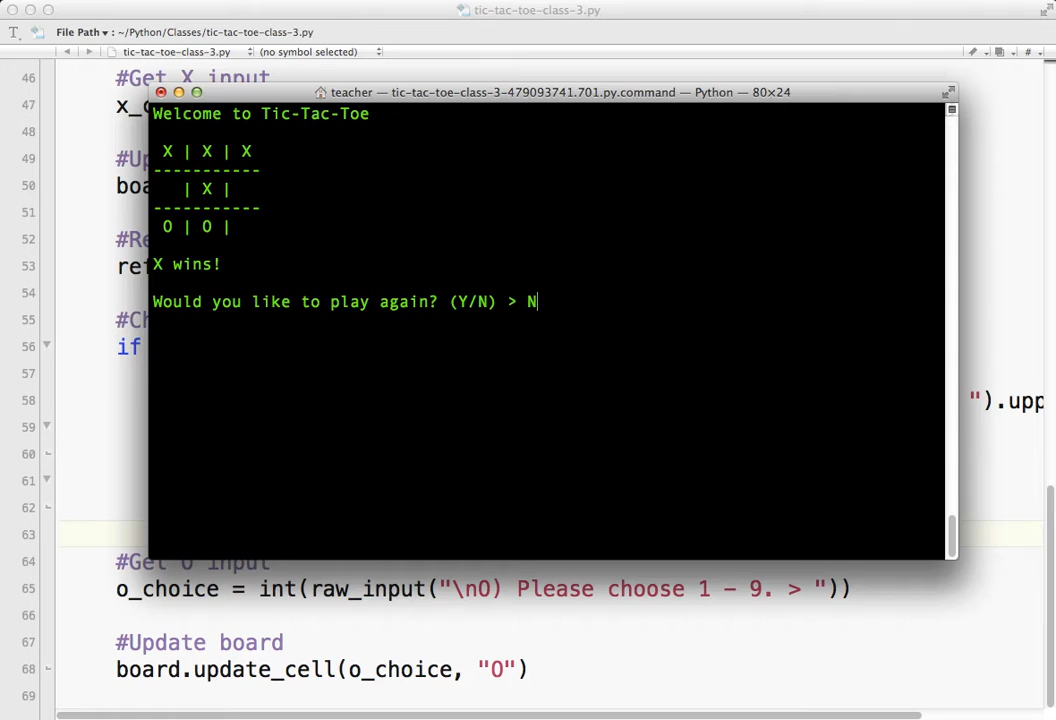 tic-tac-toe-class-3.py
File Path ▾ : ~/Python/Classes/tic-tac-toe-class-3.py
tic-tac-toe-class-3.py (no symbol selected) #
46 #Get X input
47
48
49
50
51
52
53
54
55
56 if
57
58 ").upp
59
60
61
62
63
64 #Get O input
65 o_choice = int(raw_input("\nO) Please choose 1 - 9. > "))
66
67 #Update board
68 board.update_cell(o_choice, "O")
69
teacher — tic-tac-toe-class-3-479093741.701.py.command — Python — 80×24
Welcome to Tic-Tac-Toe
X | X | X
-----------
| X |
-----------
O | O |
X wins!
Would you like to play again? (Y/N) > N